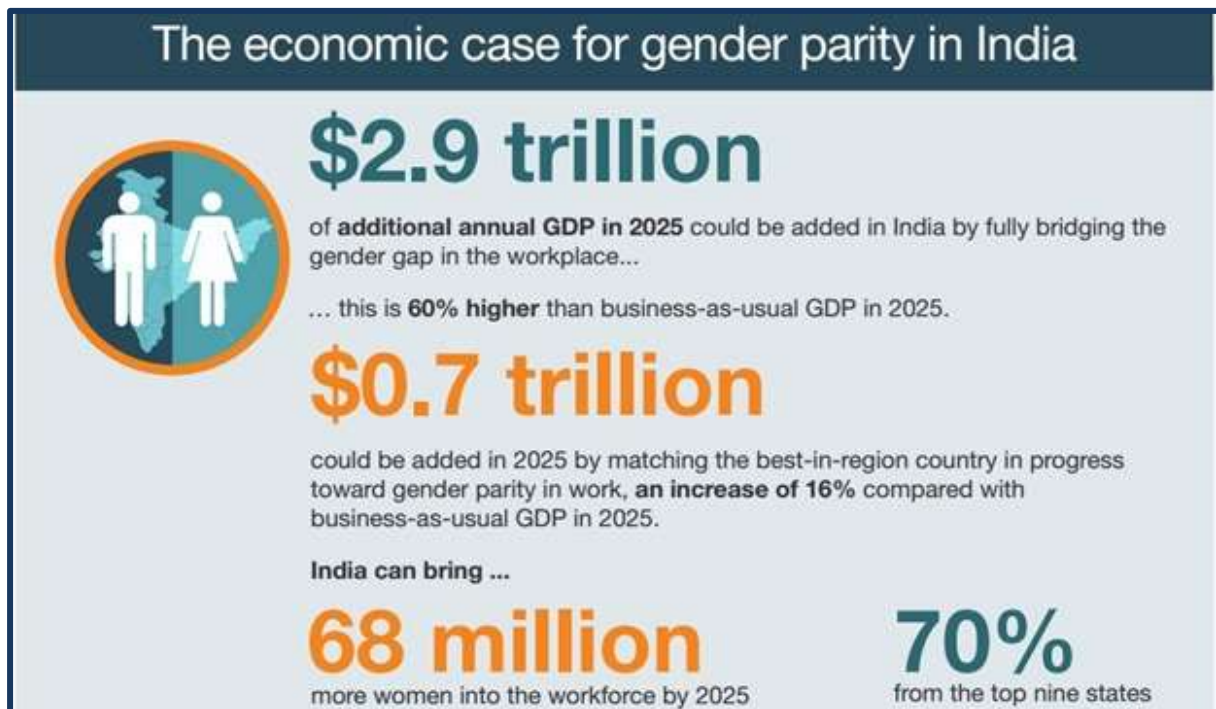 The economic case for gender parity in India
$2.9 trillion
of additional annual GDP in 2025 could be added in India by fully bridging the
gender gap in the workplace...
... this is 60% higher than business-as-usual GDP in 2025.
$0.7 trillion
could be added in 2025 by matching the best-in-region country in progress
toward gender parity in work, an increase of 16% compared with
business-as-usual GDP in 2025.
India can bring ...
68 million
more women into the workforce by 2025
70%
from the top nine states